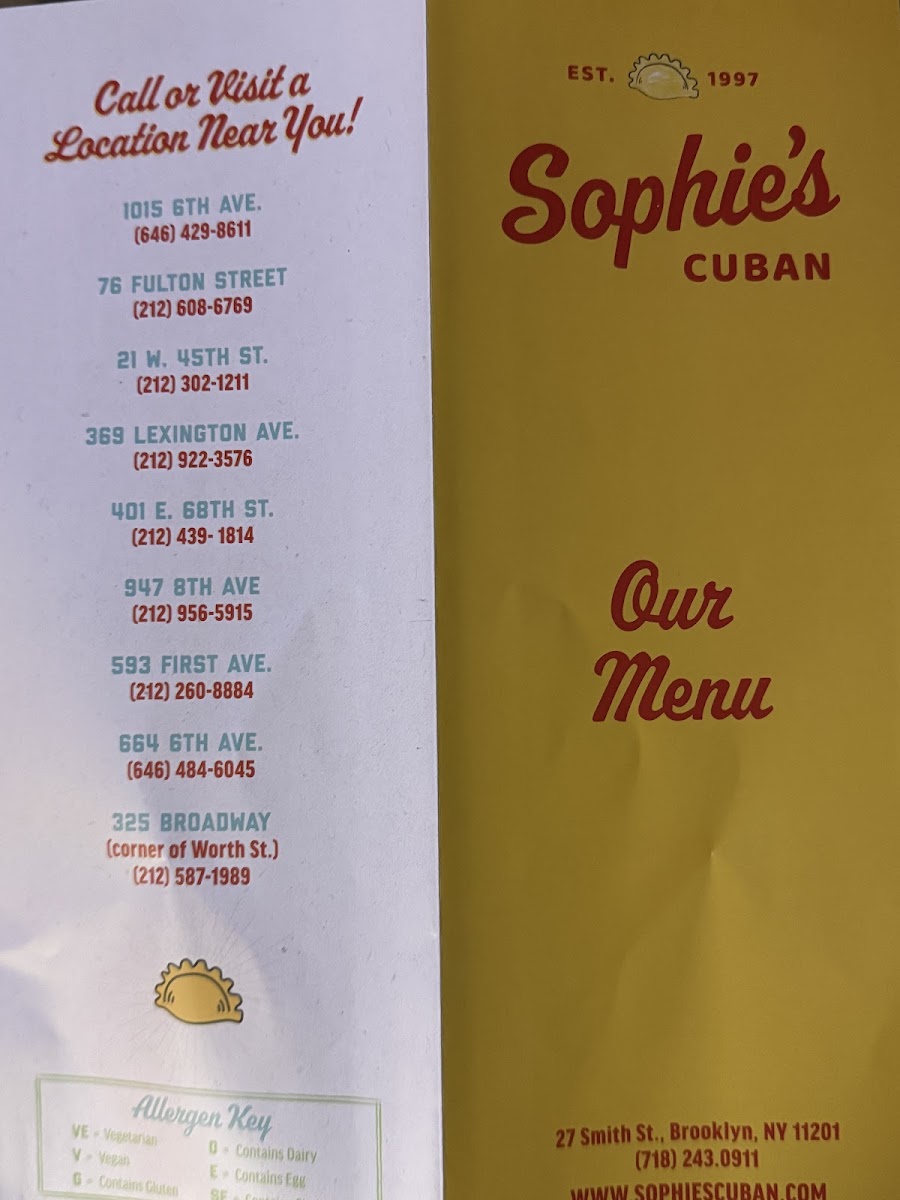 Call or Visit a
Location Near You!
1015 6TH AVE.
(646) 429-8611
76 FULTON STREET
(212) 608-6769
21 W. 45TH ST.
(212) 302-1211
369 LEXINGTON AVE.
(212) 922-3576
401 E. 68TH ST.
(212) 439- 1814
947 8TH AVE
(212) 956-5915
593 FIRST AVE.
(212) 260-8884
664 6TH AVE.
(646) 484-6045
325 BROADWAY
(corner of Worth St.)
(212) 587-1989
Allergen Key
VE = Vegetarian
V = Vegan
G = Contains Gluten
D = Contains Dairy
E = Contains Egg
SF = Contains
EST. 1997
Sophie's
CUBAN
Our
Menu
27 Smith St., Brooklyn, NY 11201
(718) 243.0911
WWW.SOPHIESCUBAN.COM